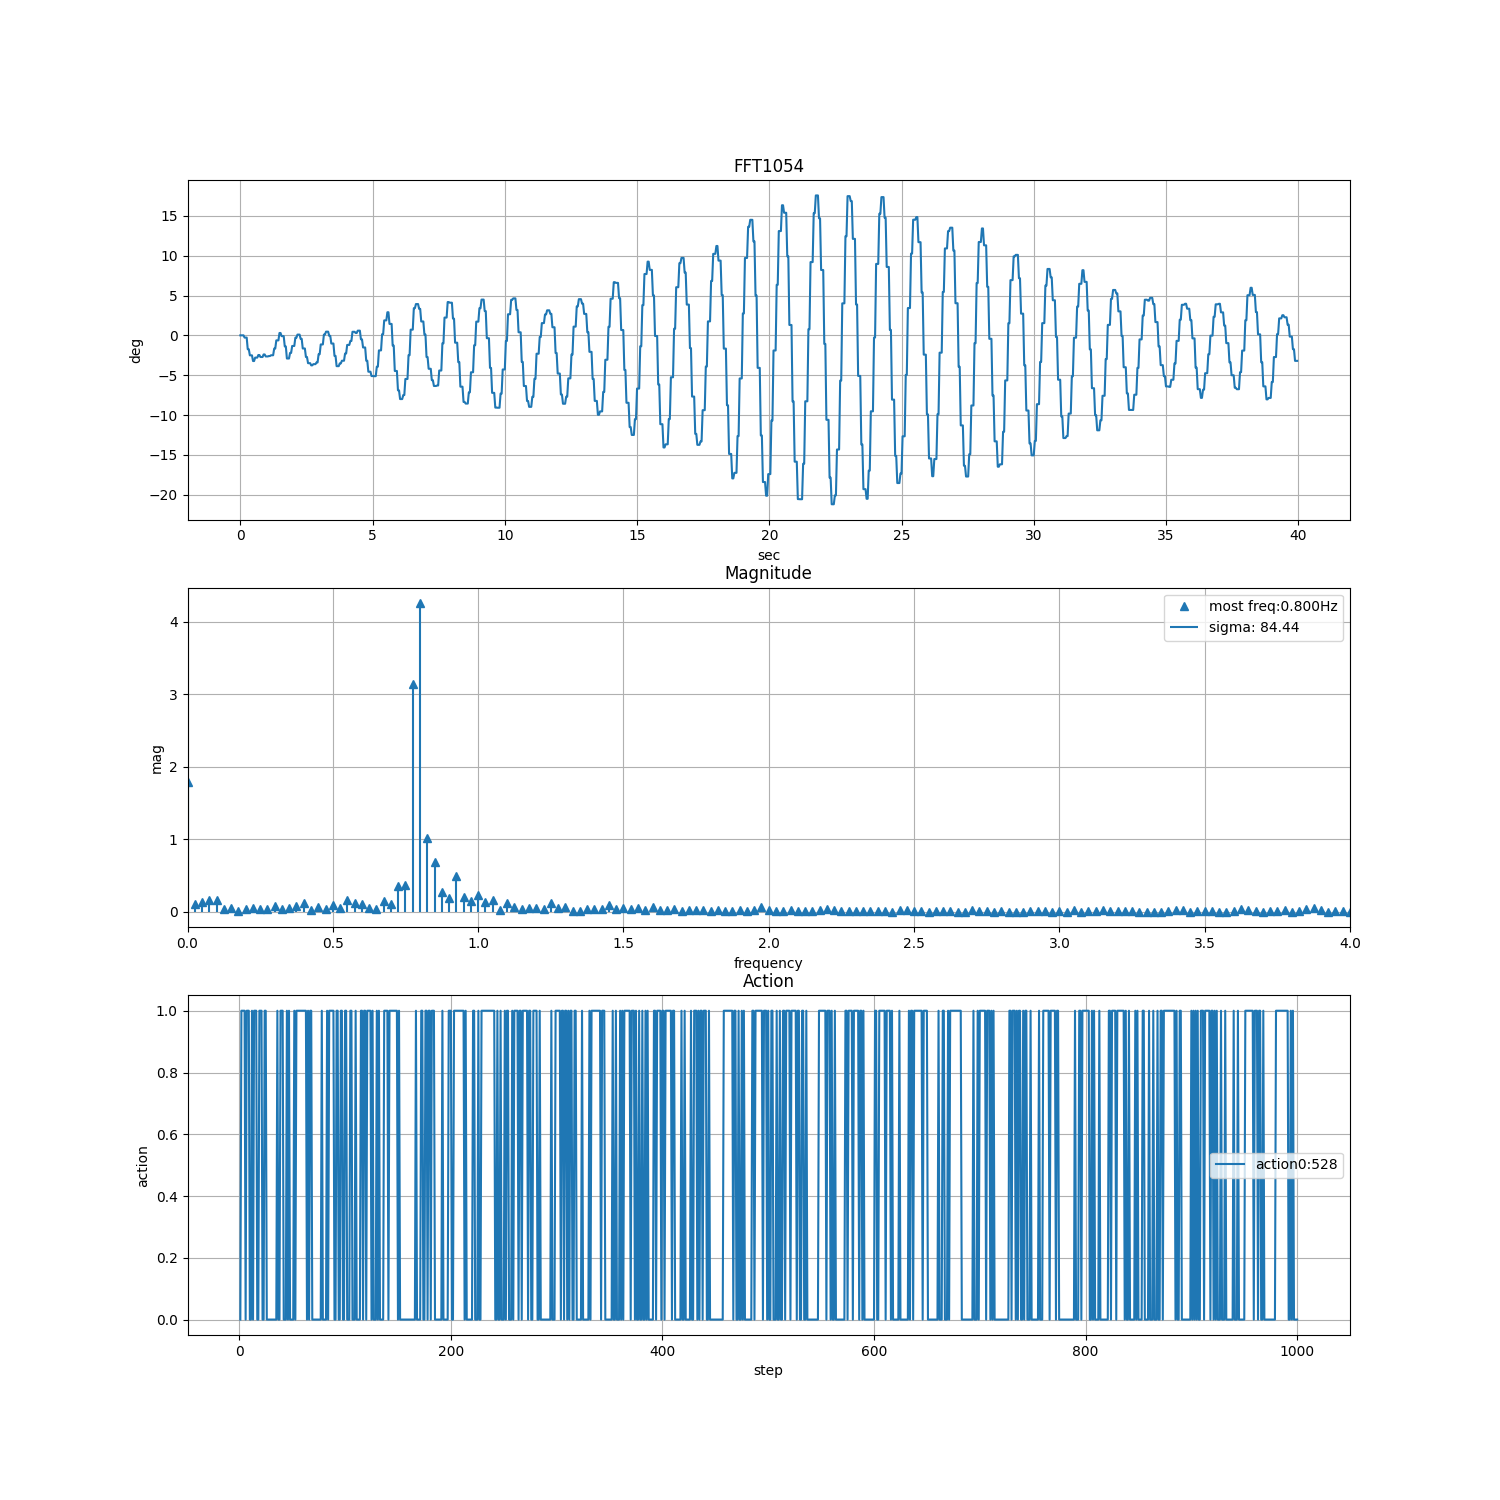 FFT1054
15
10
5
0
−5
−10
−15
−20
deg
0 5 10 15 20 25 30 35 40
sec
Magnitude
most freq:0.800Hz
sigma: 84.44
4
3
2
1
0
mag
0.0 0.5 1.0 1.5 2.0 2.5 3.0 3.5 4.0
frequency
Action
1.0
0.8
0.6
0.4
0.2
0.0
action
action0:528
0 200 400 600 800 1000
step